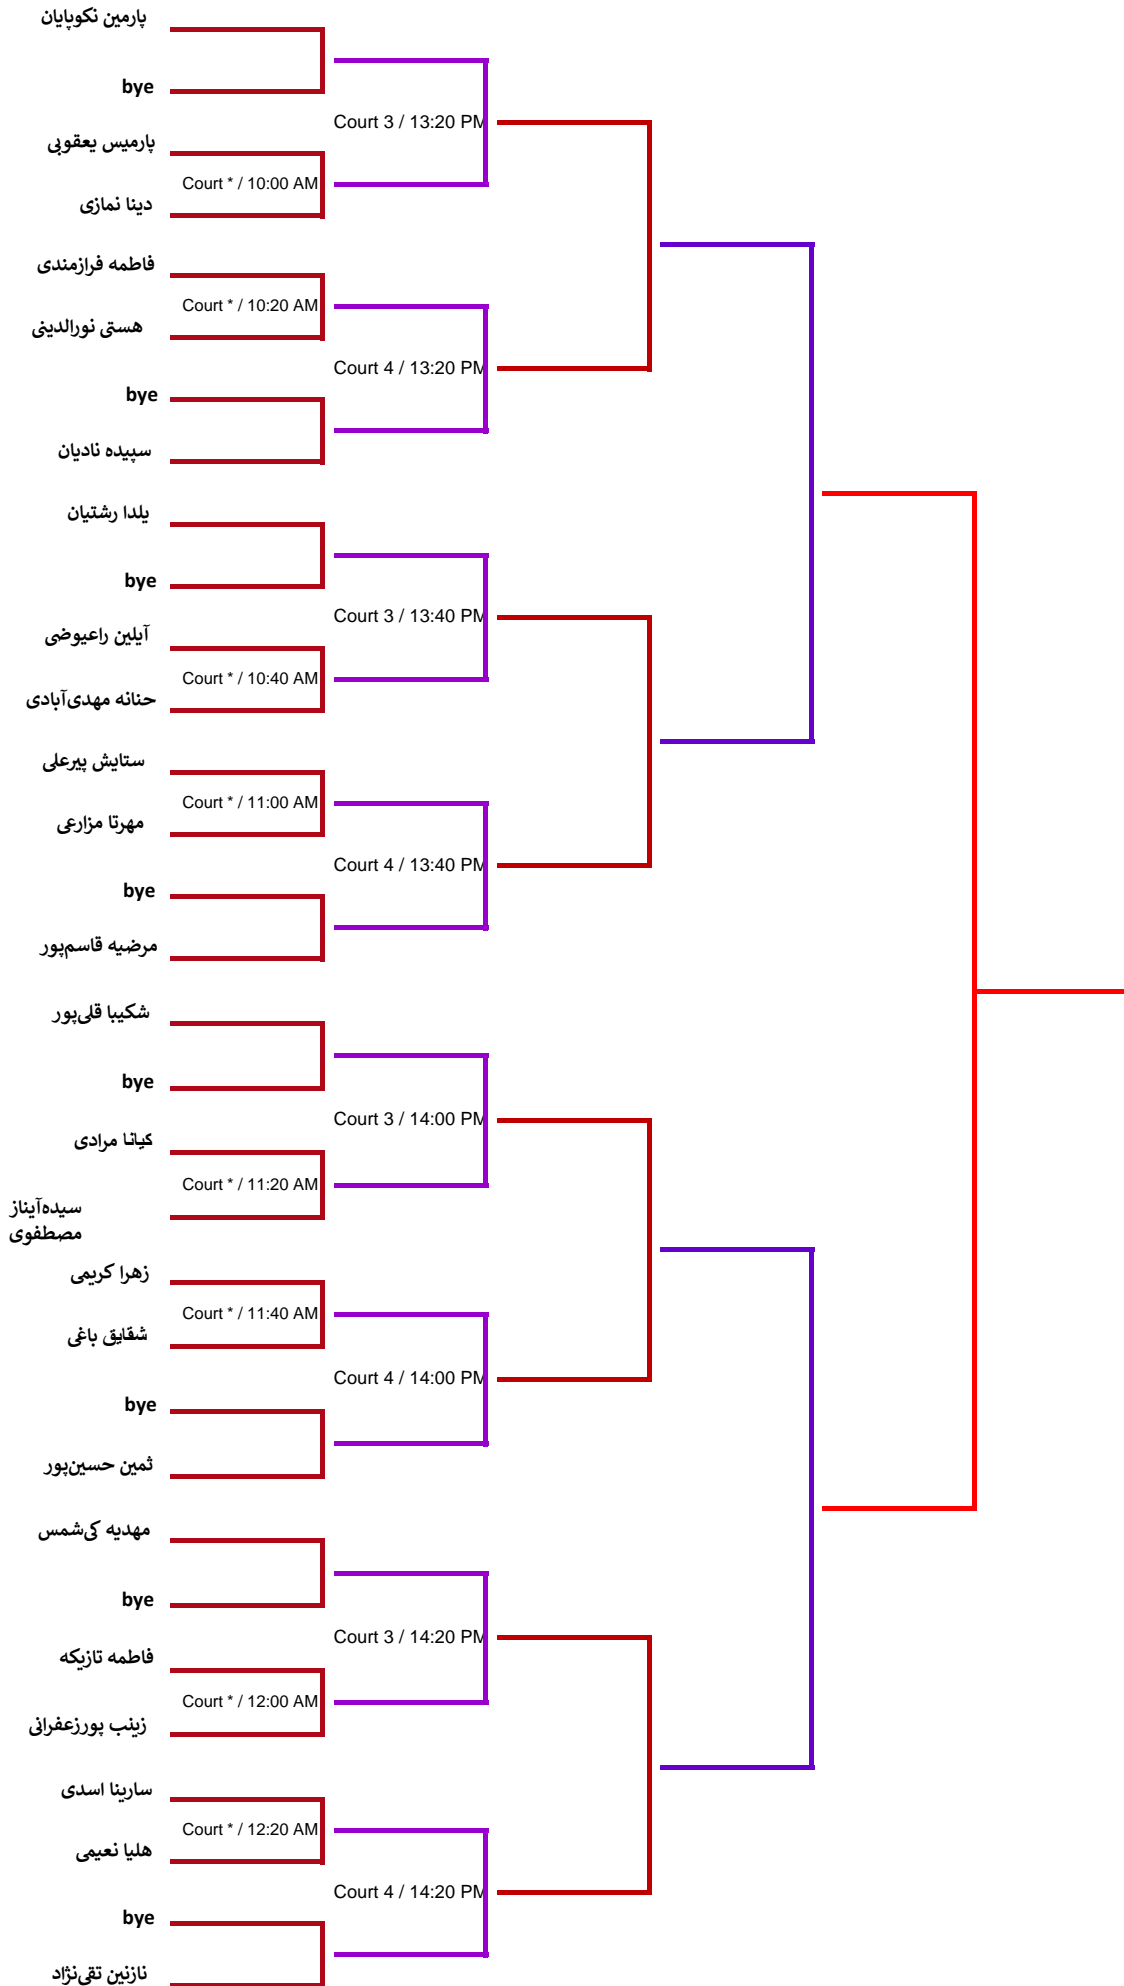 پارمین نکوپایان
bye
Court 3 / 13:20 PM
پارمیس یعقوبی
Court * / 10:00 AM
دینا نمازی
فاطمه فرازمندی
Court * / 10:20 AM
هستی نورالدینی
Court 4 / 13:20 PM
bye
سپیده نادیان
یلدا رشتیان
bye
Court 3 / 13:40 PM
آیلین راعیوضی
Court * / 10:40 AM
حنانه مهدی‌آبادی
ستایش پیرعلی
Court * / 11:00 AM
مهرتا مزارعی
Court 4 / 13:40 PM
bye
مرضیه قاسم‌پور
شکیبا قلی‌پور
bye
Court 3 / 14:00 PM
کیانا مرادی
Court * / 11:20 AM
سیده‌آیناز
مصطفوی
زهرا کریمی
Court * / 11:40 AM
شقایق باغی
Court 4 / 14:00 PM
bye
ثمین حسین‌پور
مهدیه کی‌شمس
bye
Court 3 / 14:20 PM
فاطمه تازیکه
Court * / 12:00 AM
زینب پورزعفرانی
سارینا اسدی
Court * / 12:20 AM
هلیا نعیمی
Court 4 / 14:20 PM
bye
نازنین تقی‌نژاد